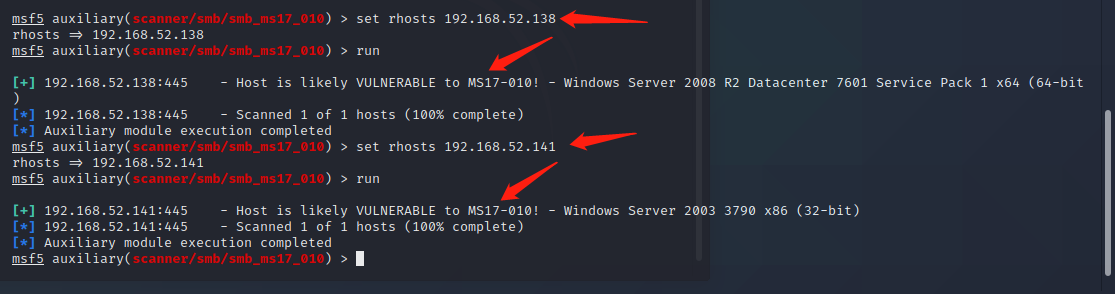 msf5 auxiliary(scanner/smb/smb_ms17_010) > set rhosts 192.168.52.138
rhosts => 192.168.52.138
msf5 auxiliary(scanner/smb/smb_ms17_010) > run
[+] 192.168.52.138:445    - Host is likely VULNERABLE to MS17-010! - Windows Server 2008 R2 Datacenter 7601 Service Pack 1 x64 (64-bit
)
[*] 192.168.52.138:445    - Scanned 1 of 1 hosts (100% complete)
[*] Auxiliary module execution completed
msf5 auxiliary(scanner/smb/smb_ms17_010) > set rhosts 192.168.52.141
rhosts => 192.168.52.141
msf5 auxiliary(scanner/smb/smb_ms17_010) > run
[+] 192.168.52.141:445    - Host is likely VULNERABLE to MS17-010! - Windows Server 2003 3790 x86 (32-bit)
[*] 192.168.52.141:445    - Scanned 1 of 1 hosts (100% complete)
[*] Auxiliary module execution completed
msf5 auxiliary(scanner/smb/smb_ms17_010) >